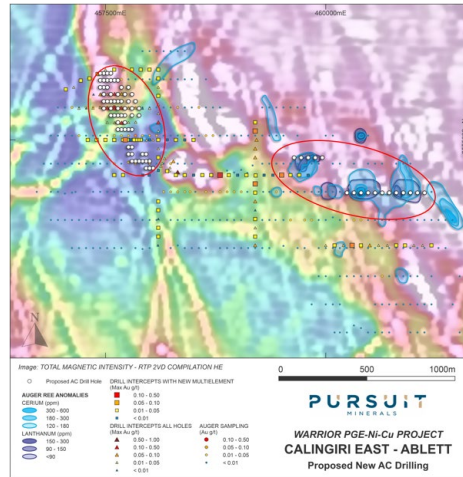 457500mE
460000mE
N
Image: TOTAL MAGNETIC INTENSITY - RTP 2VD COMPILATION HE
Proposed AC Drill Hole
AUGER REE ANOMALIES
CERIUM (ppm)
300 - 600
180 - 300
120 - 180
LANTHANUM (ppm)
150 - 300
90 - 150
<90
DRILL INTERCEPTS WITH NEW MULTIELEMENT
(Max Au g/t)
0.10 - 0.50
0.05 - 0.10
0.01 - 0.05
< 0.01
DRILL INTERCEPTS ALL HOLES
(Max Au g/t)
0.50 - 1.00
0.10 - 0.50
0.05 - 0.10
0.01 - 0.05
< 0.01
AUGER SAMPLING
(Au g/t)
0.10 - 0.50
0.05 - 0.10
0.01 - 0.05
< 0.01
0 500 1000m
PURSUIT
MINERALS
WARRIOR PGE-Ni-Cu PROJECT
CALINGIRI EAST - ABLETT
Proposed New AC Drilling